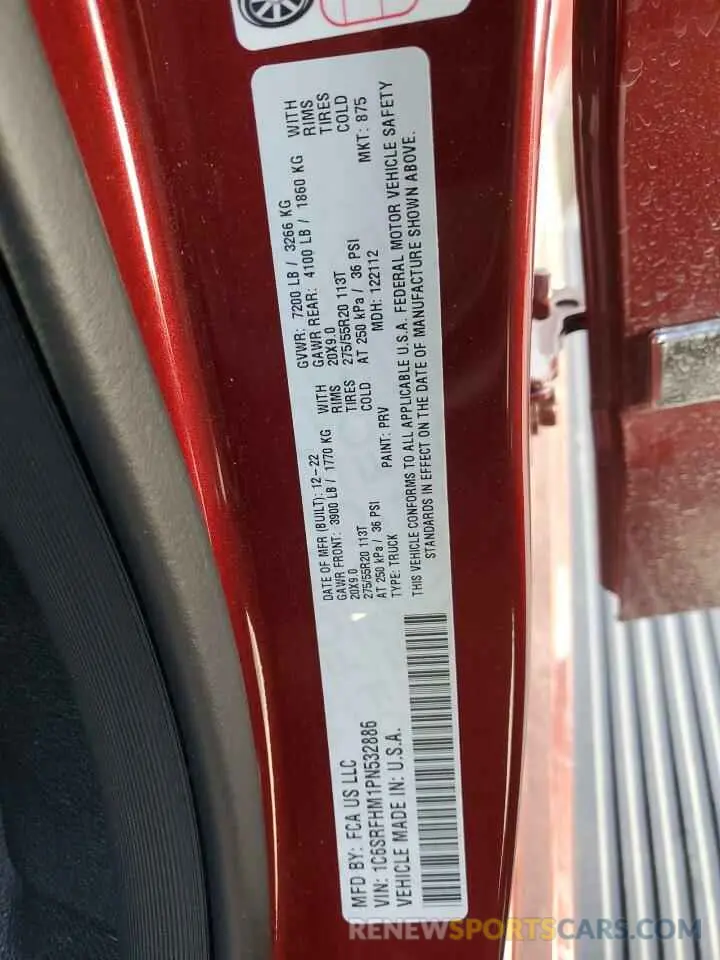 MFD BY: FCA US LLC
VIN: 1C6SRFHM1PN532886
VEHICLE MADE IN: U.S.A.
DATE OF MFR (BUILT): 12-22 GVWR: 7200 LB / 3266 KG
GAWR FRONT: 3900 LB / 1770 KG WITH GAWR REAR: 4100 LB / 1860 KG WITH
20X9.0 RIMS 20X9.0 RIMS
275/55R20 113T TIRES 275/55R20 113T TIRES
AT 250 kPa / 36 PSI COLD AT 250 kPa / 36 PSI COLD
TYPE: TRUCK PAINT: PRV MDH: 122112 MKT: 875
THIS VEHICLE CONFORMS TO ALL APPLICABLE U.S.A. FEDERAL MOTOR VEHICLE SAFETY
STANDARDS IN EFFECT ON THE DATE OF MANUFACTURE SHOWN ABOVE.
RENEWSPORTSCARS.COM